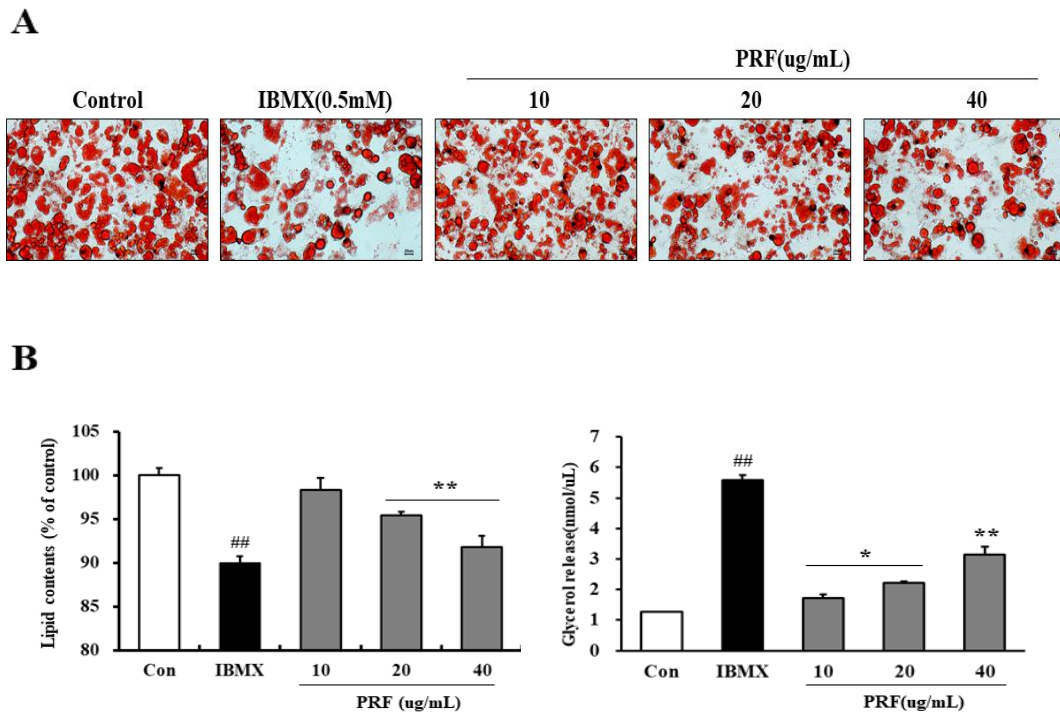 A
PRF(ug/mL)
Control IBMX(0.5mM) 10 20 40
B
Lipid contents (% of control)
105
100
95
90
85
80
##
**
Con IBMX 10 20 40
PRF (ug/mL)
Glycerol release(nmol/uL)
7
6
5
4
3
2
1
0
##
*
**
Con IBMX 10 20 40
PRF(ug/mL)